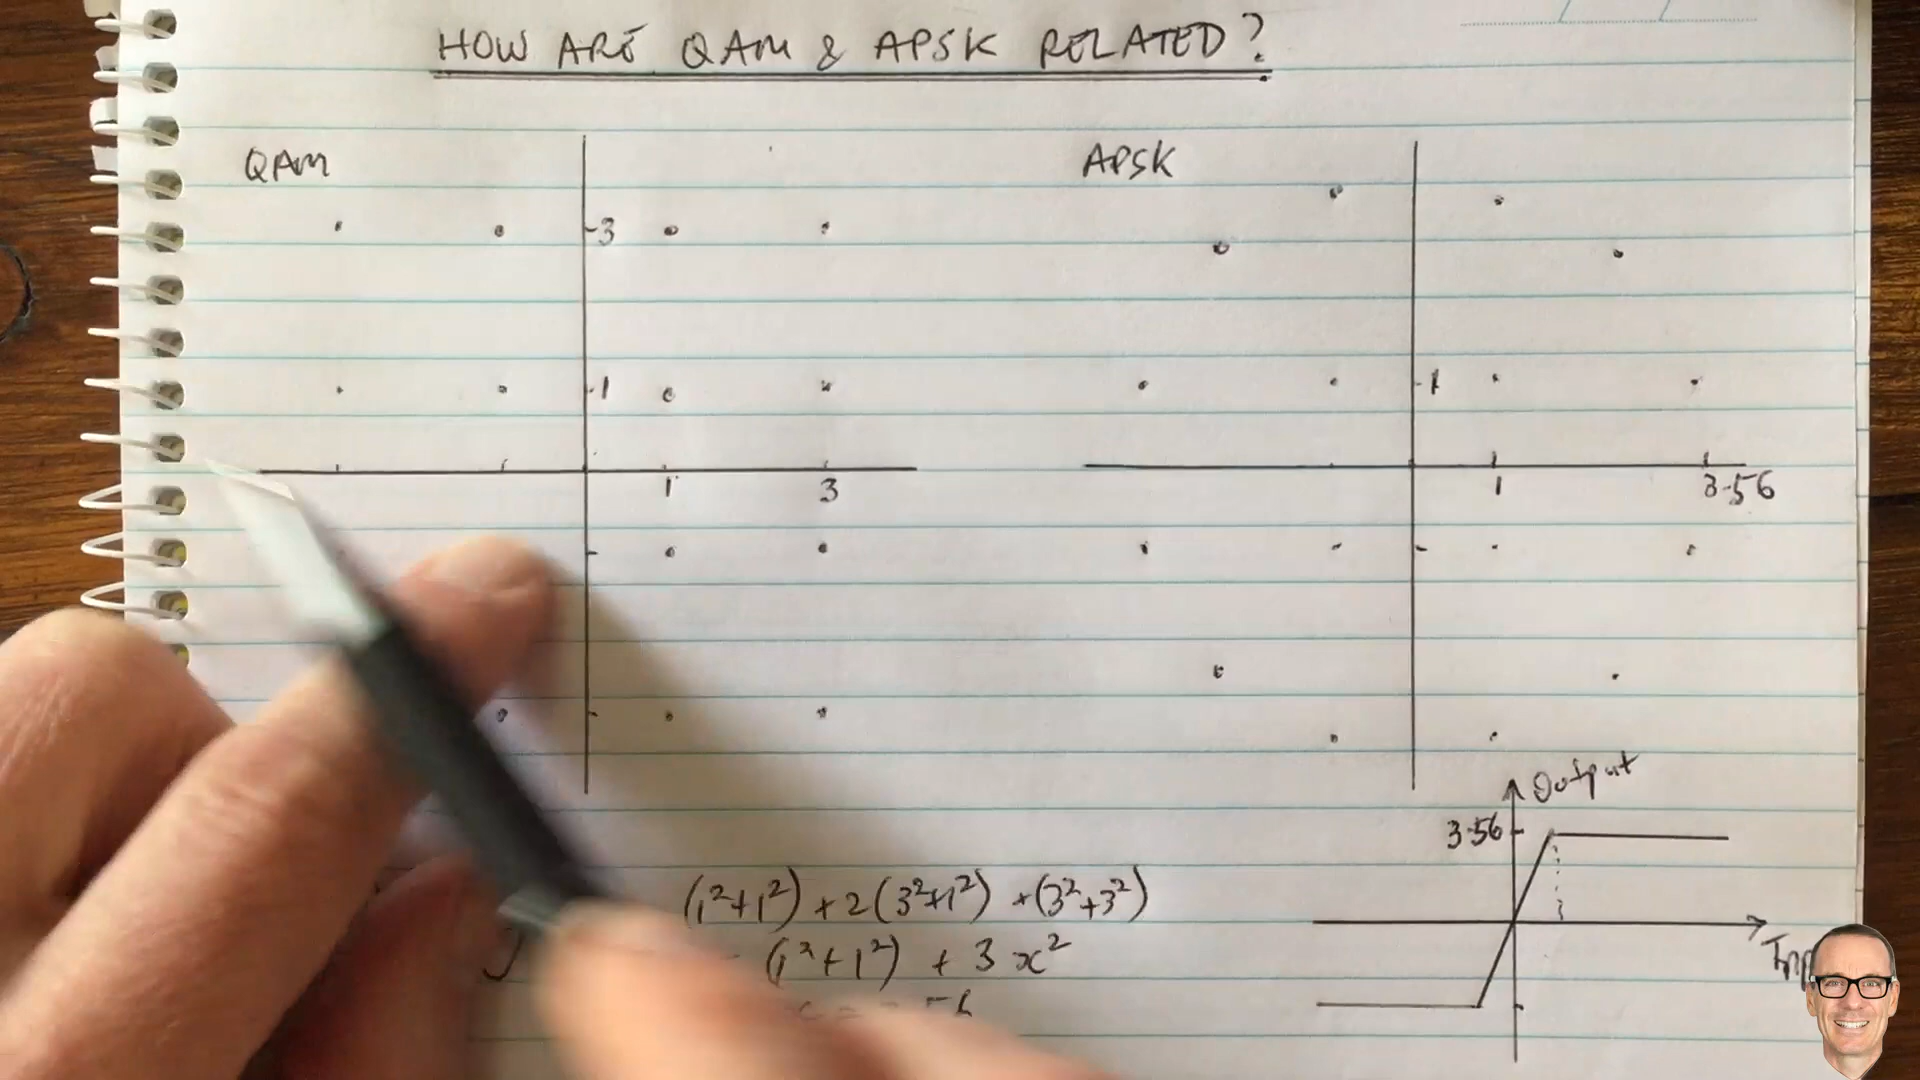 HOW ARE QAM & APSK RELATED?
QAM
APSK
3
1
1
1 3
1 3.56
Output
3.56
(1²+1²) + 2(3²+1²) + (3²+3²)
(1²+1²) + 3x²